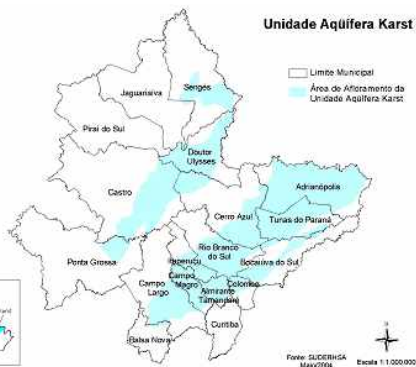 Unidade Aqüífera Karst
Limite Municipal
Área de Afloramento da
Unidade Aqüífera Karst
Sengés
Jaguariaíva
Piraí do Sul
Doutor
Ulysses
Castro
Adrianópolis
Cerro Azul
Tunas do Paraná
Rio Branco
do Sul
Ponta Grossa
Itaperuçu
Bocaiúva do Sul
Campo
Magro
Campo
Largo
Colombo
Almirante
Tamandaré
Curitiba
Balsa Nova
Fonte: SUDERHSA
Maio/2004
Escala 1:1.000.000